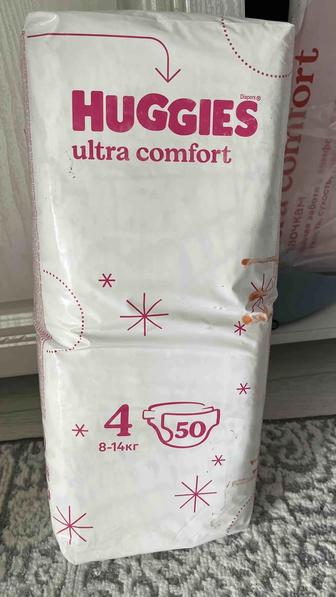 Diapers®
HUGGIES
ultra comfort
4
8-14кг
50
comfort